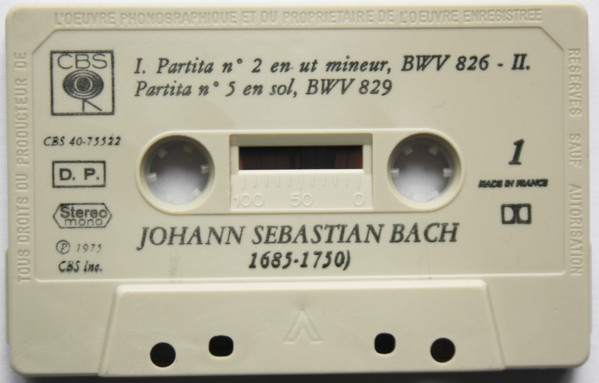 L'OEUVRE PHONOGRAPHIQUE ET DU PROPRIETAIRE DE L'OEUVRE ENREGISTREE
RESERVES SAUF AUTORISATION
TOUS DROITS DU PRODUCTEUR DE
CBS
I. Partita n° 2 en ut mineur, BWV 826 - II.
Partita n° 5 en sol, BWV 829
CBS 40-75522
D. P.
Stereo
mono
℗ 1975
CBS Inc.
100 50 0
1
MADE IN FRANCE
JOHANN SEBASTIAN BACH
1685-1750)